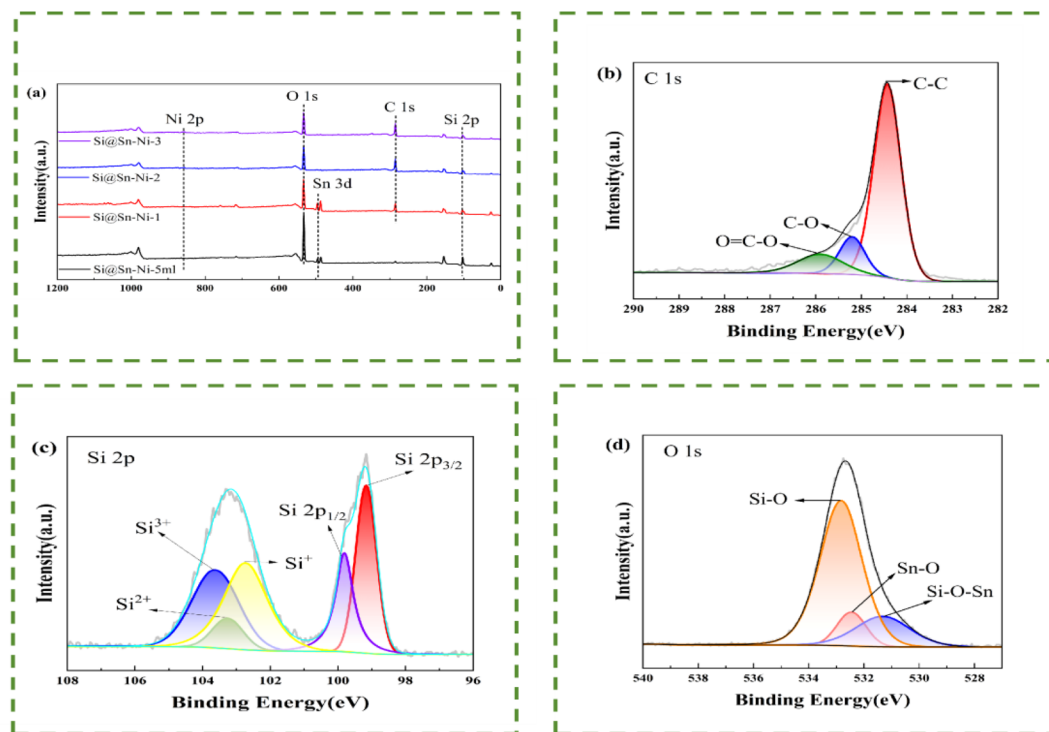 (a)
O 1s
C 1s
Ni 2p
Si 2p
Si@Sn-Ni-3
Si@Sn-Ni-2
Sn 3d
Si@Sn-Ni-1
Si@Sn-Ni-5ml
Intensity(a.u.)
1200 1000 800 600 400 200 0
(b)
C 1s
C-C
C-O
O=C-O
Intensity(a.u.)
290 289 288 287 286 285 284 283 282
Binding Energy(eV)
(c)
Si 2p
Si 2p3/2
Si 2p1/2
Si3+
Si+
Si2+
Intensity(a.u.)
108 106 104 102 100 98 96
Binding Energy(eV)
(d)
O 1s
Si-O
Sn-O
Si-O-Sn
Intensity(a.u.)
540 538 536 534 532 530 528
Binding Energy(eV)